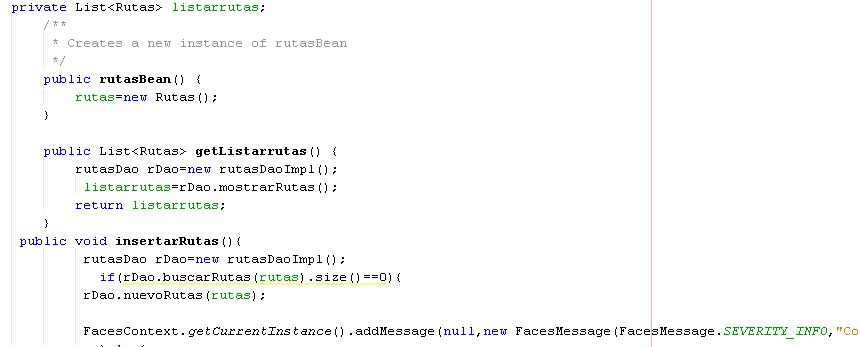 private List<Rutas> listarrutas;
/**
* Creates a new instance of rutasBean
*/
public rutasBean() {
rutas=new Rutas();
}
public List<Rutas> getListarrutas() {
rutasDao rDao=new rutasDaoImpl();
listarrutas=rDao.mostrarRutas();
return listarrutas;
}
public void insertarRutas(){
rutasDao rDao=new rutasDaoImpl();
if(rDao.buscarRutas(rutas).size()==0){
rDao.nuevoRutas(rutas);
FacesContext.getCurrentInstance().addMessage(null,new FacesMessage(FacesMessage.SEVERITY_INFO,"Co